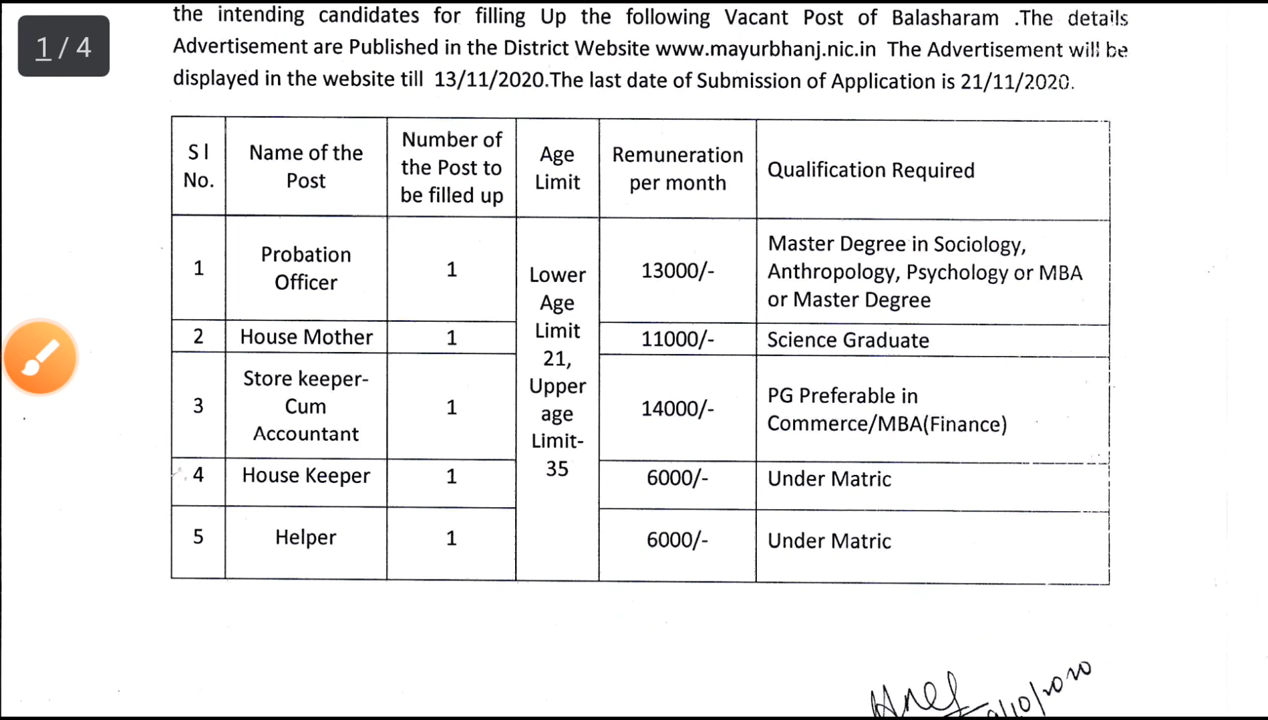 the intending candidates for filling Up the following Vacant Post of Balasharam .The details
Advertisement are Published in the District Website www.mayurbhanj.nic.in The Advertisement will be
displayed in the website till 13/11/2020.The last date of Submission of Application is 21/11/2020.
1/4
Sl No. Name of the Post Number of the Post to be filled up Age Limit Remuneration per month Qualification Required
1 Probation Officer 1 13000/- Master Degree in Sociology, Anthropology, Psychology or MBA or Master Degree
Lower Age Limit 21, Upper age Limit- 35
2 House Mother 1 11000/- Science Graduate
3 Store keeper- Cum Accountant 1 14000/- PG Preferable in Commerce/MBA(Finance)
4 House Keeper 1 6000/- Under Matric
5 Helper 1 6000/- Under Matric